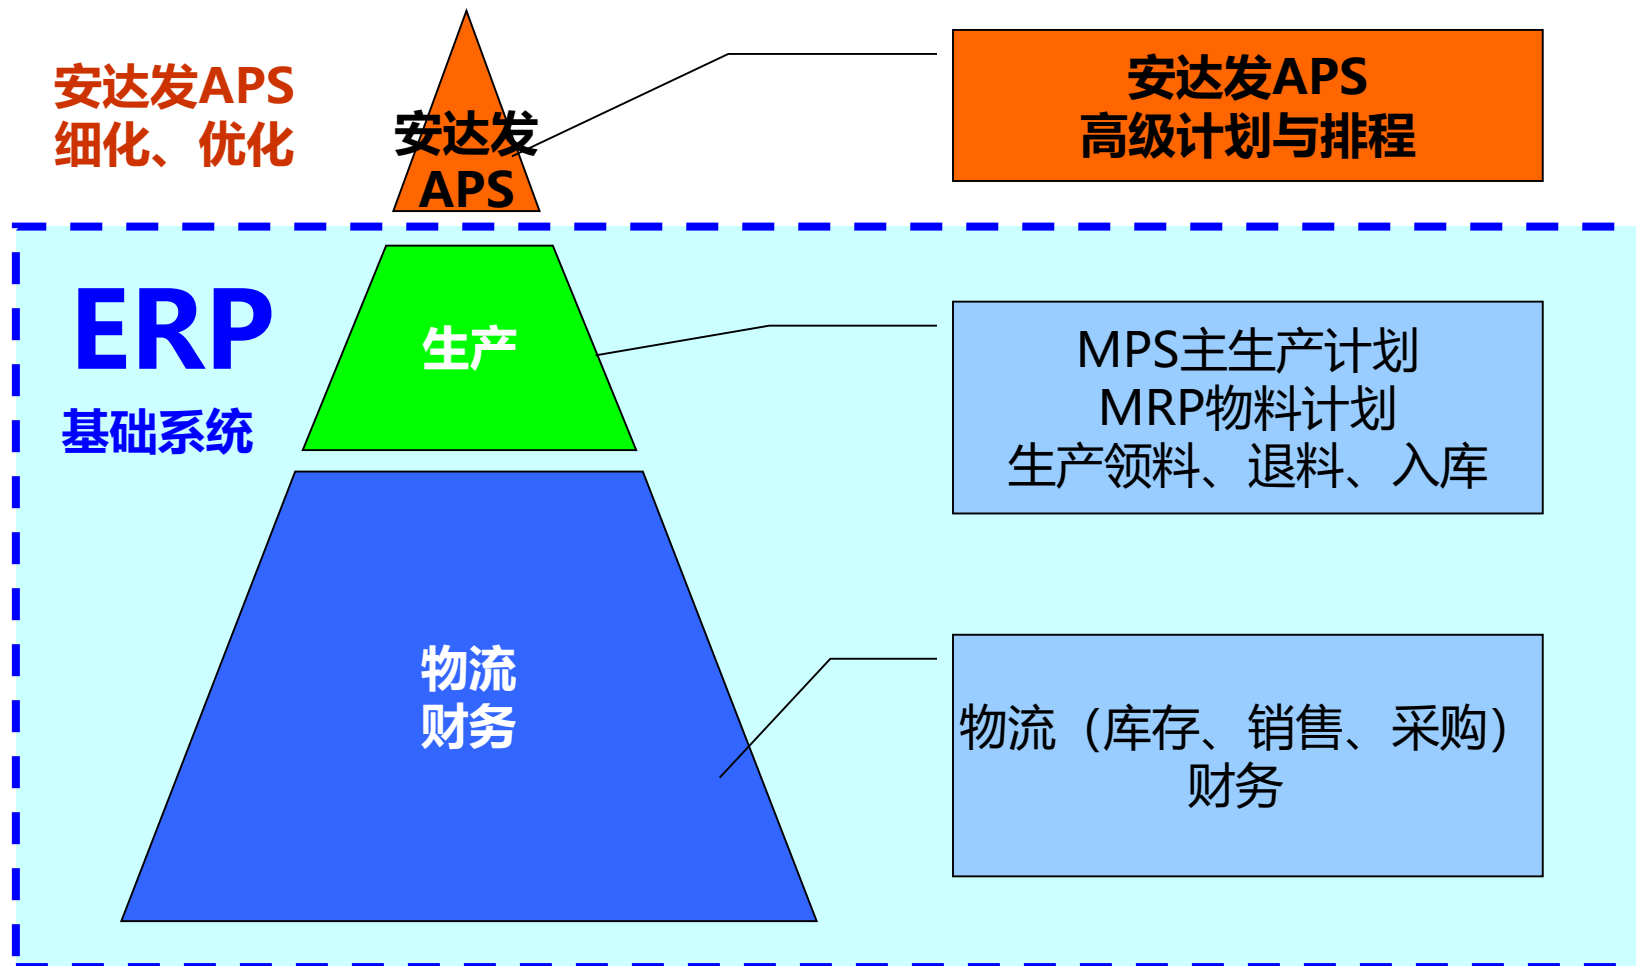 安达发APS
细化、优化
安达发
APS
安达发APS
高级计划与排程
ERP
基础系统
生产
MPS主生产计划
MRP物料计划
生产领料、退料、入库
物流
财务
物流（库存、销售、采购）
财务